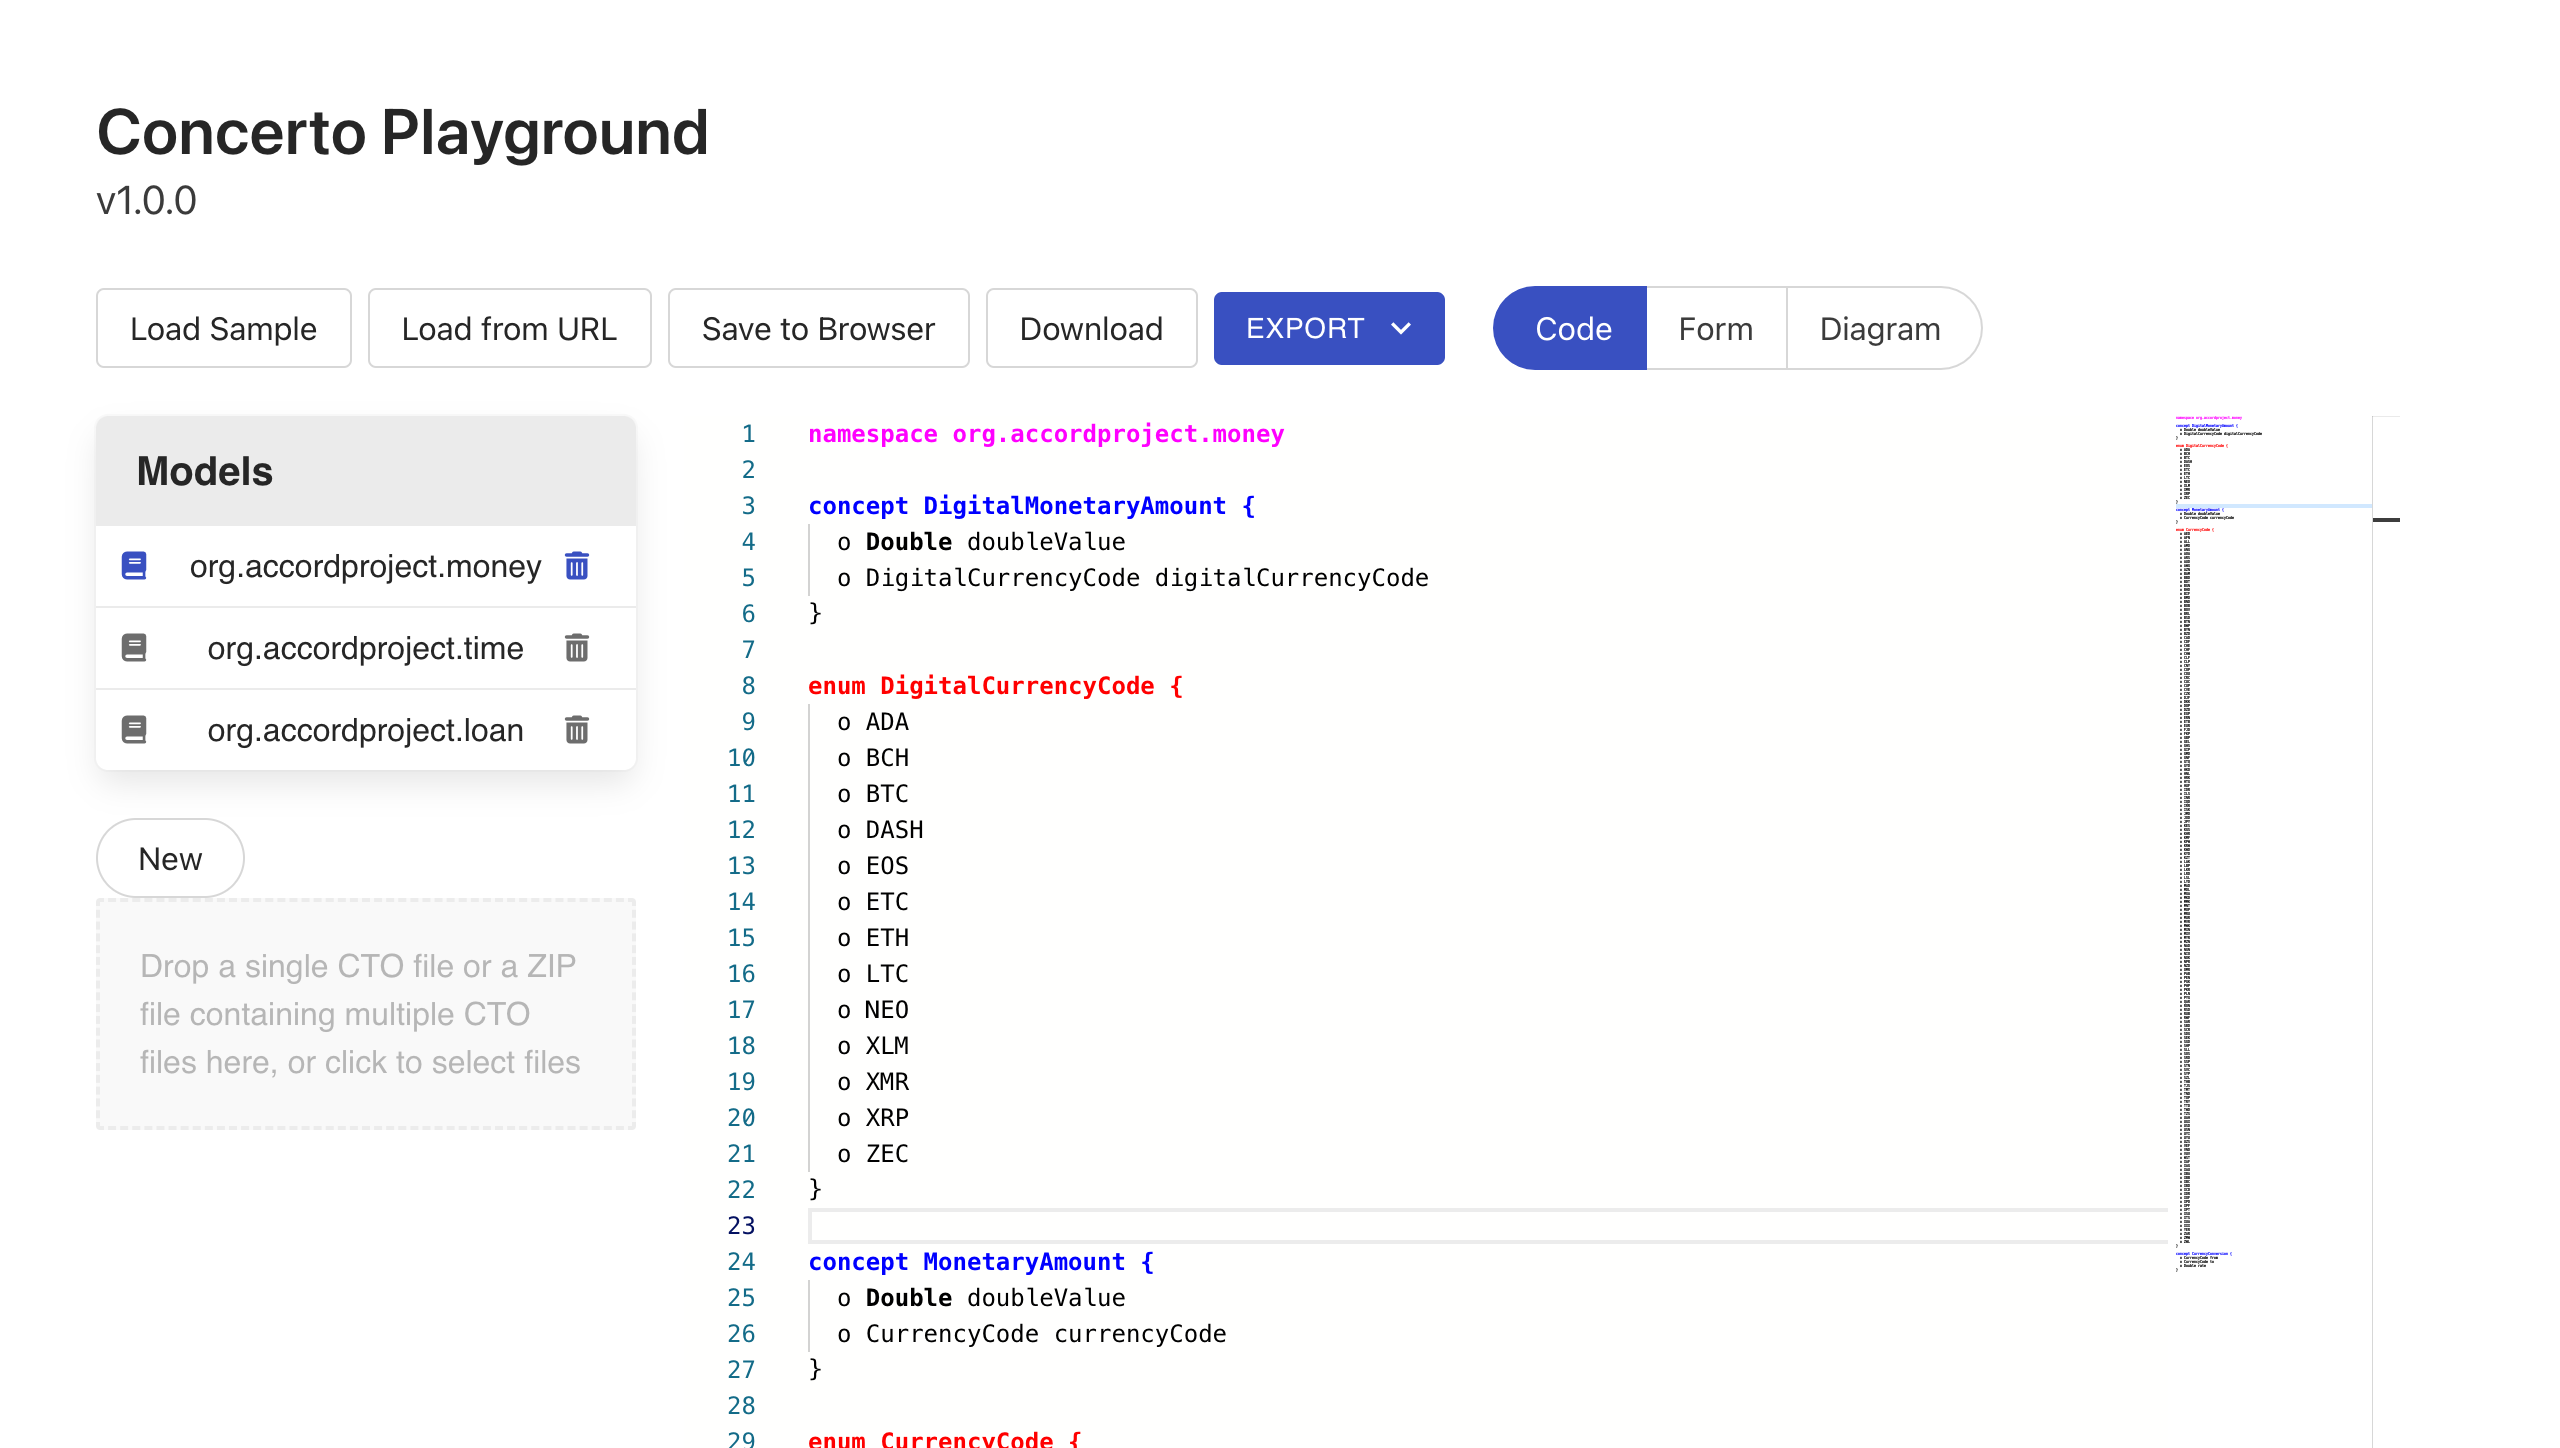 Concerto Playground
v1.0.0
Load Sample
Load from URL
Save to Browser
Download
EXPORT
Code
Form
Diagram
Models
org.accordproject.money
org.accordproject.time
org.accordproject.loan
New
Drop a single CTO file or a ZIP
file containing multiple CTO
files here, or click to select files
1 namespace org.accordproject.money
2
3 concept DigitalMonetaryAmount {
4 o Double doubleValue
5 o DigitalCurrencyCode digitalCurrencyCode
6 }
7
8 enum DigitalCurrencyCode {
9 o ADA
10 o BCH
11 o BTC
12 o DASH
13 o EOS
14 o ETC
15 o ETH
16 o LTC
17 o NEO
18 o XLM
19 o XMR
20 o XRP
21 o ZEC
22 }
23
24 concept MonetaryAmount {
25 o Double doubleValue
26 o CurrencyCode currencyCode
27 }
28
29 enum CurrencyCode {